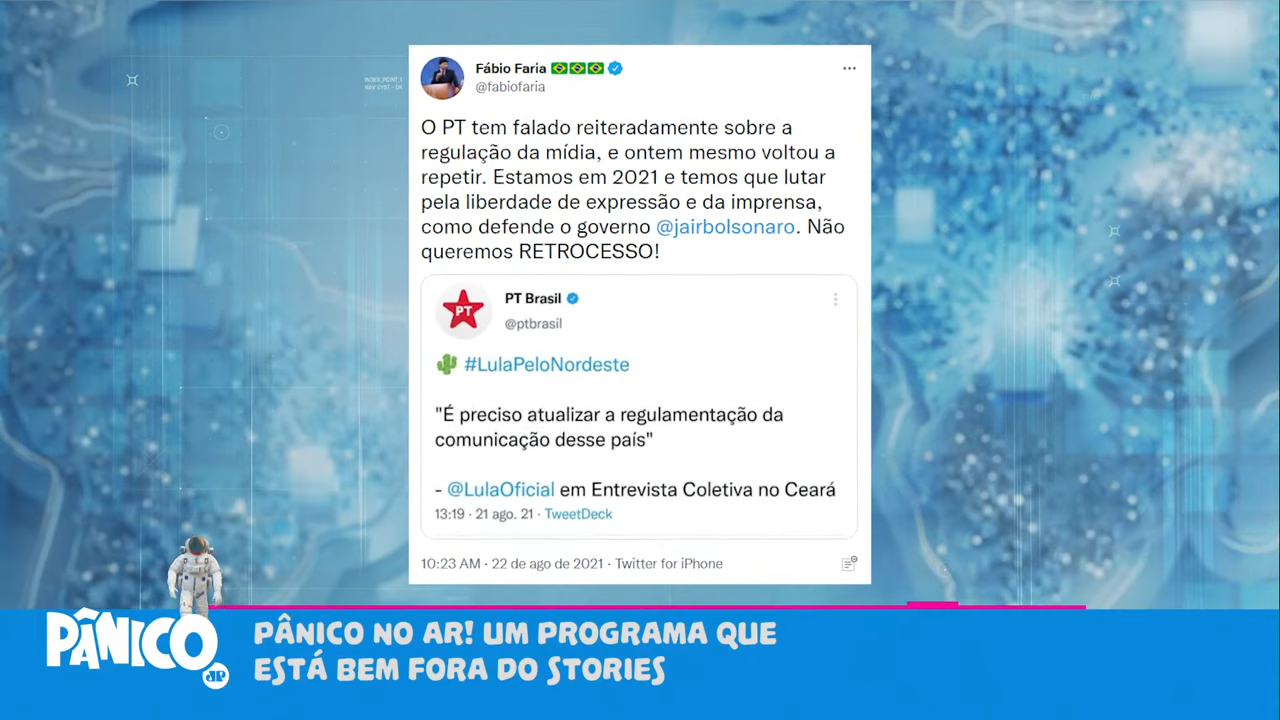 Fábio Faria
@fabiofaria
O PT tem falado reiteradamente sobre a
regulação da mídia, e ontem mesmo voltou a
repetir. Estamos em 2021 e temos que lutar
pela liberdade de expressão e da imprensa,
como defende o governo @jairbolsonaro. Não
queremos RETROCESSO!
PT
PT Brasil
@ptbrasil
#LulaPeloNordeste
"É preciso atualizar a regulamentação da
comunicação desse país"
- @LulaOficial em Entrevista Coletiva no Ceará
13:19 · 21 ago. 21 · TweetDeck
10:23 AM · 22 de ago de 2021 · Twitter for iPhone
PÂNICO
JP
PÂNICO NO AR! UM PROGRAMA QUE
ESTÁ BEM FORA DO STORIES